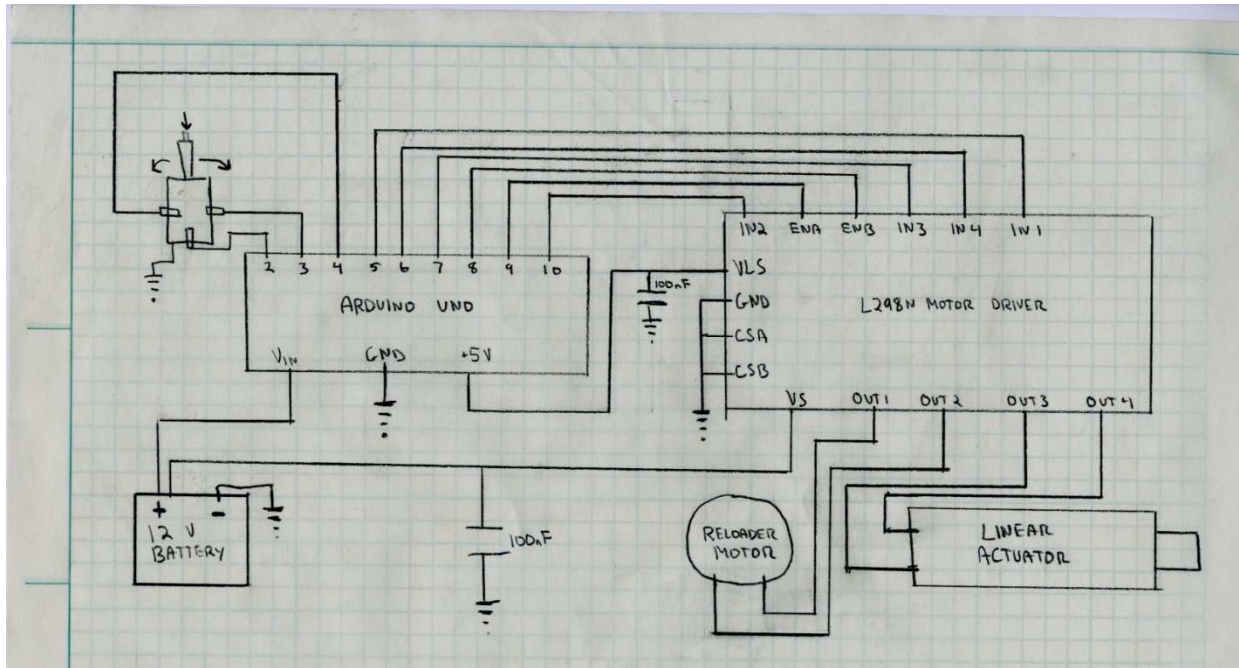 2 3 4 5 6 7 8 9 10
ARDUINO UNO
VIN GND +5V
IN2 ENA ENB IN3 IN4 IN1
VLS
100nF
GND
L298N MOTOR DRIVER
CSA
CSB
VS OUT1 OUT2 OUT3 OUT4
+ -
12 V
BATTERY
100nF
RELOADER
MOTOR
LINEAR
ACTUATOR